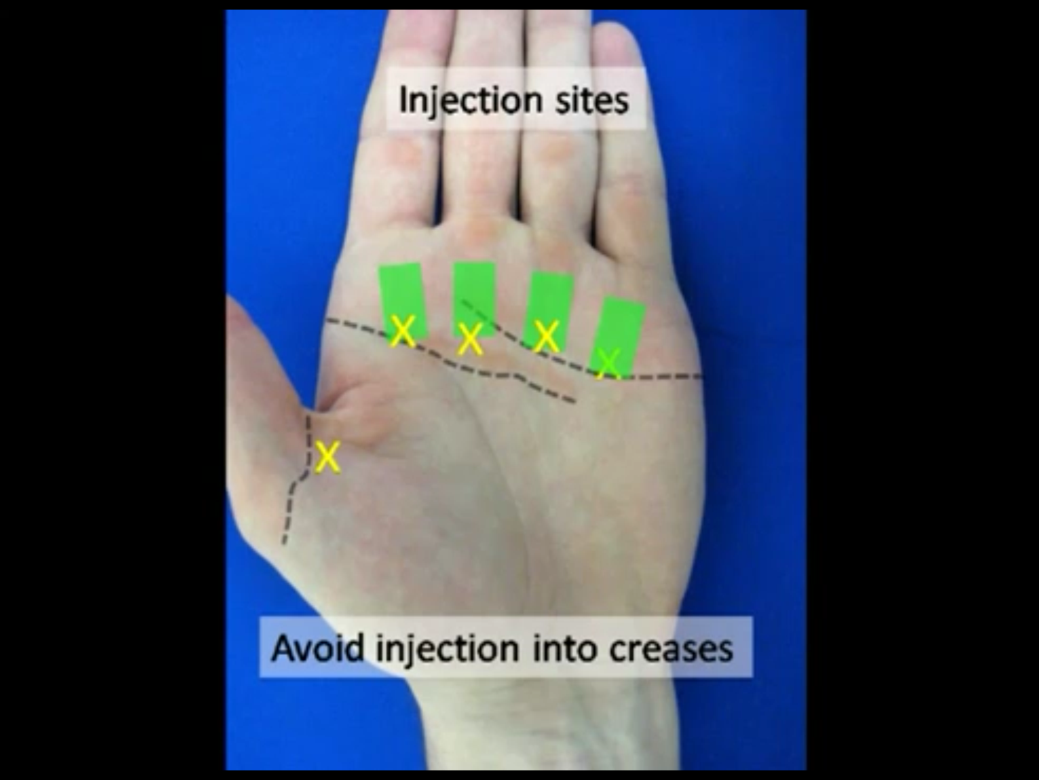 Injection sites
X X X X
X
Avoid injection into creases